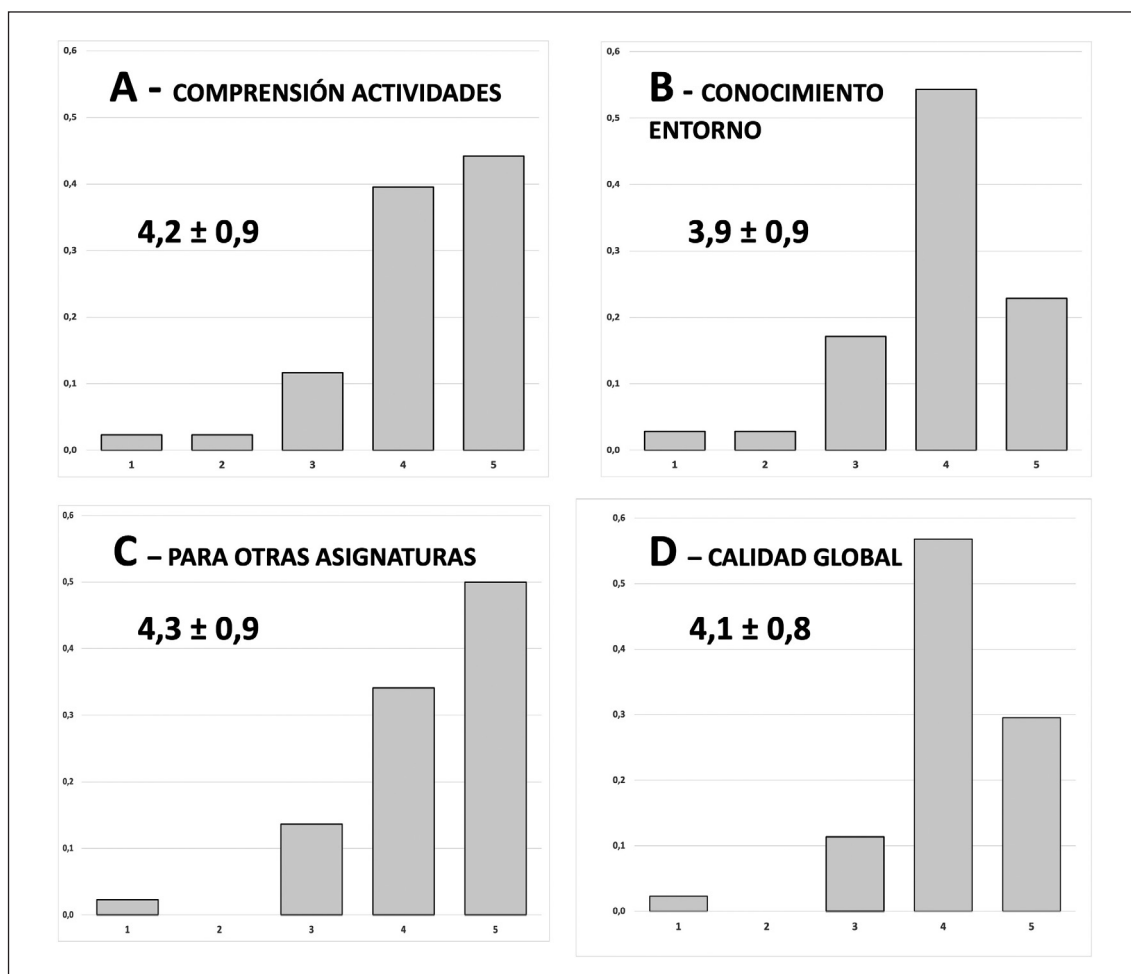 A - COMPRENSIÓN ACTIVIDADES
4,2 ± 0,9
0,6
0,5
0,4
0,3
0,2
0,1
0,0
1 2 3 4 5
B - CONOCIMIENTO
ENTORNO
3,9 ± 0,9
0,6
0,5
0,4
0,3
0,2
0,1
0,0
1 2 3 4 5
C – PARA OTRAS ASIGNATURAS
4,3 ± 0,9
0,6
0,5
0,4
0,3
0,2
0,1
0,0
1 2 3 4 5
D – CALIDAD GLOBAL
4,1 ± 0,8
0,6
0,5
0,4
0,3
0,2
0,1
0,0
1 2 3 4 5